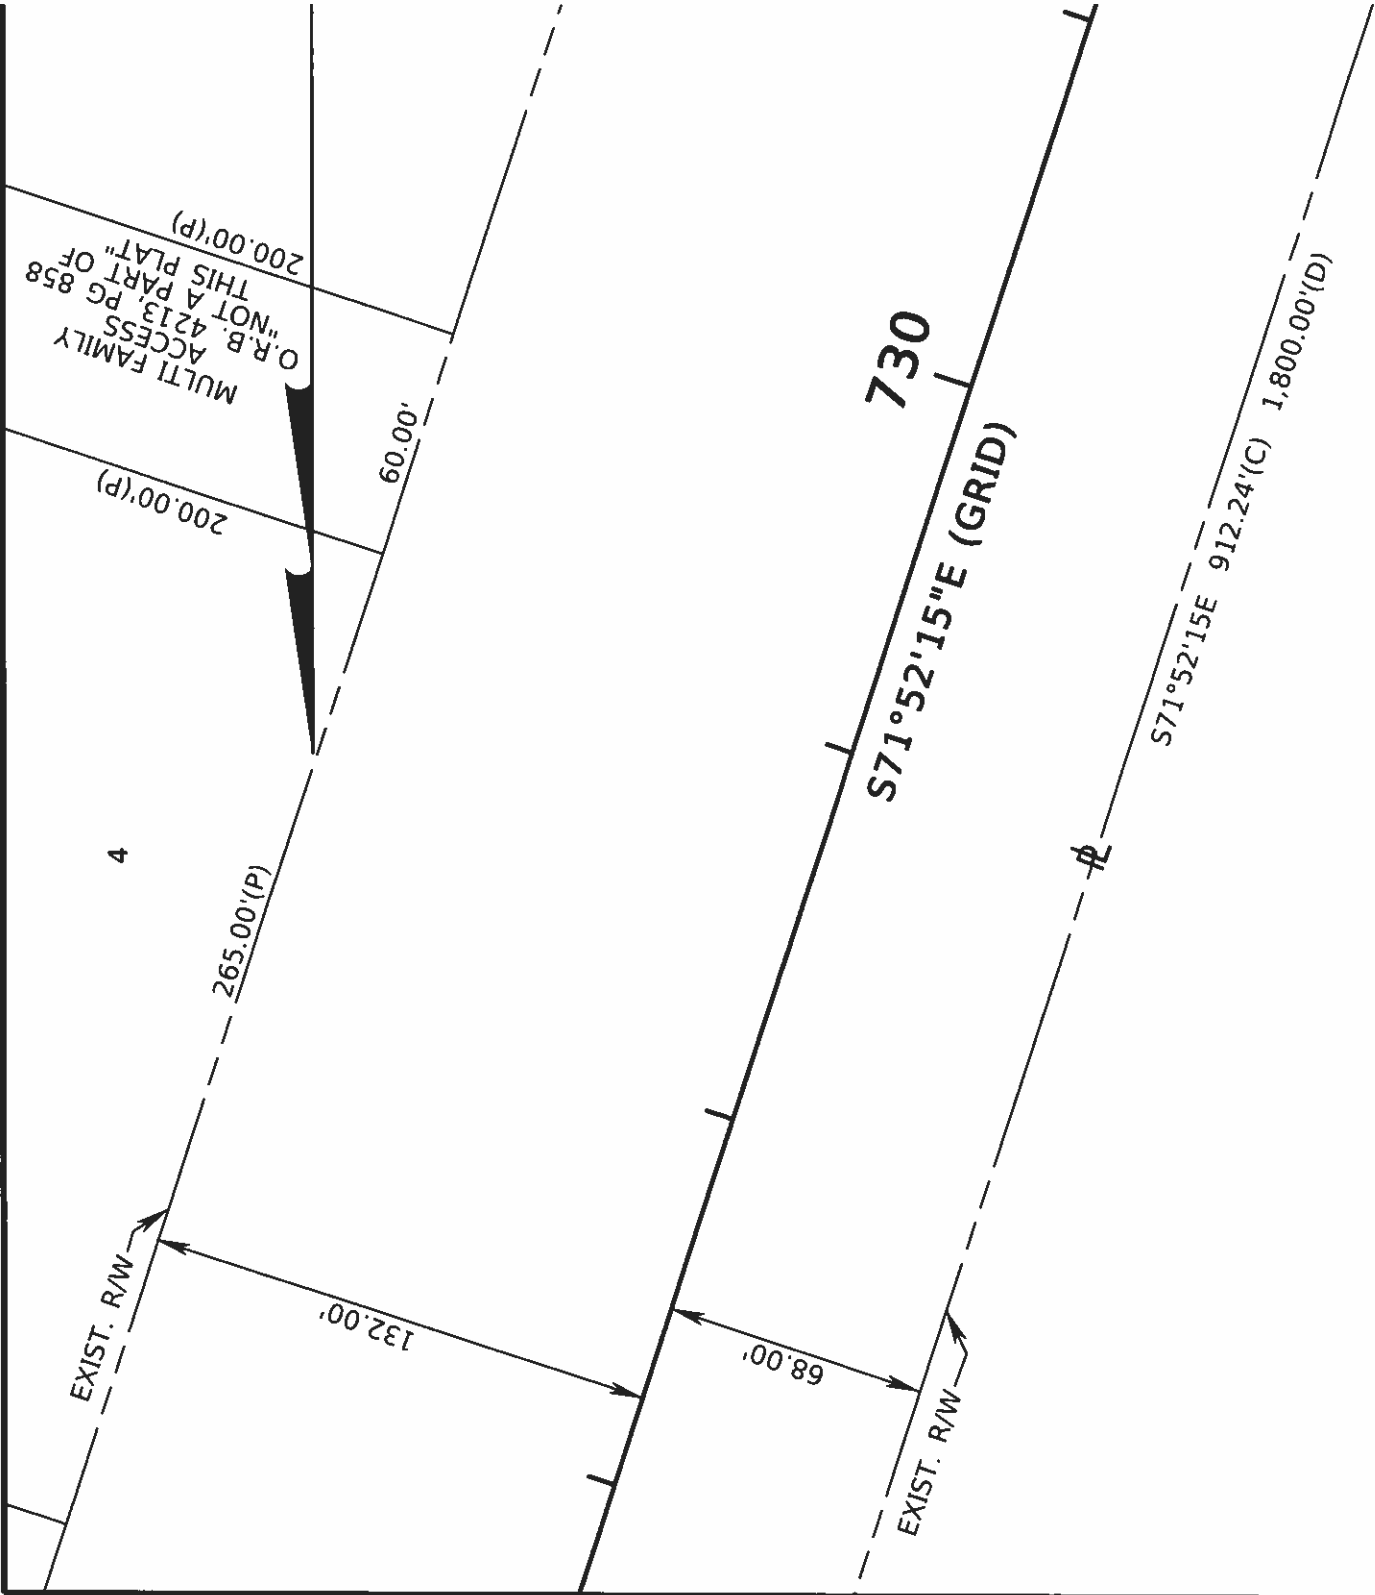 MULTI FAMILY
ACCESS
O.R.B. 4213, PG 858
"NOT A PART OF
THIS PLAT"
200.00'(P)
200.00'(P)
60.00'
4
265.00'(P)
EXIST. R/W
132.00'
730
S71°52'15"E (GRID)
68.00'
EXIST. R/W
℄
S71°52'15E 912.24'(C) 1,800.00'(D)